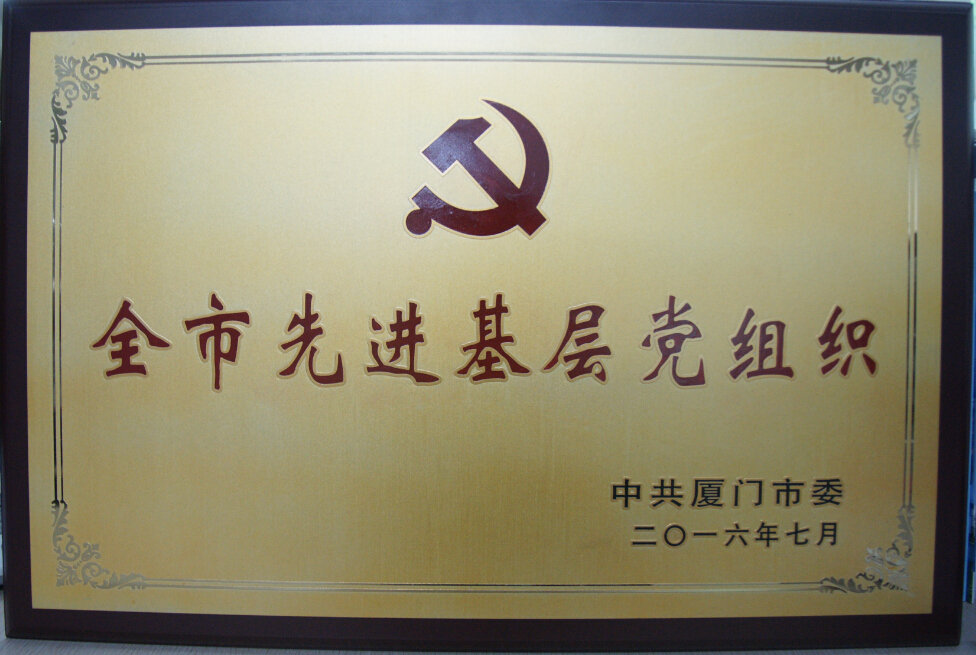 全市先进基层党组织
中共厦门市委
二〇一六年七月